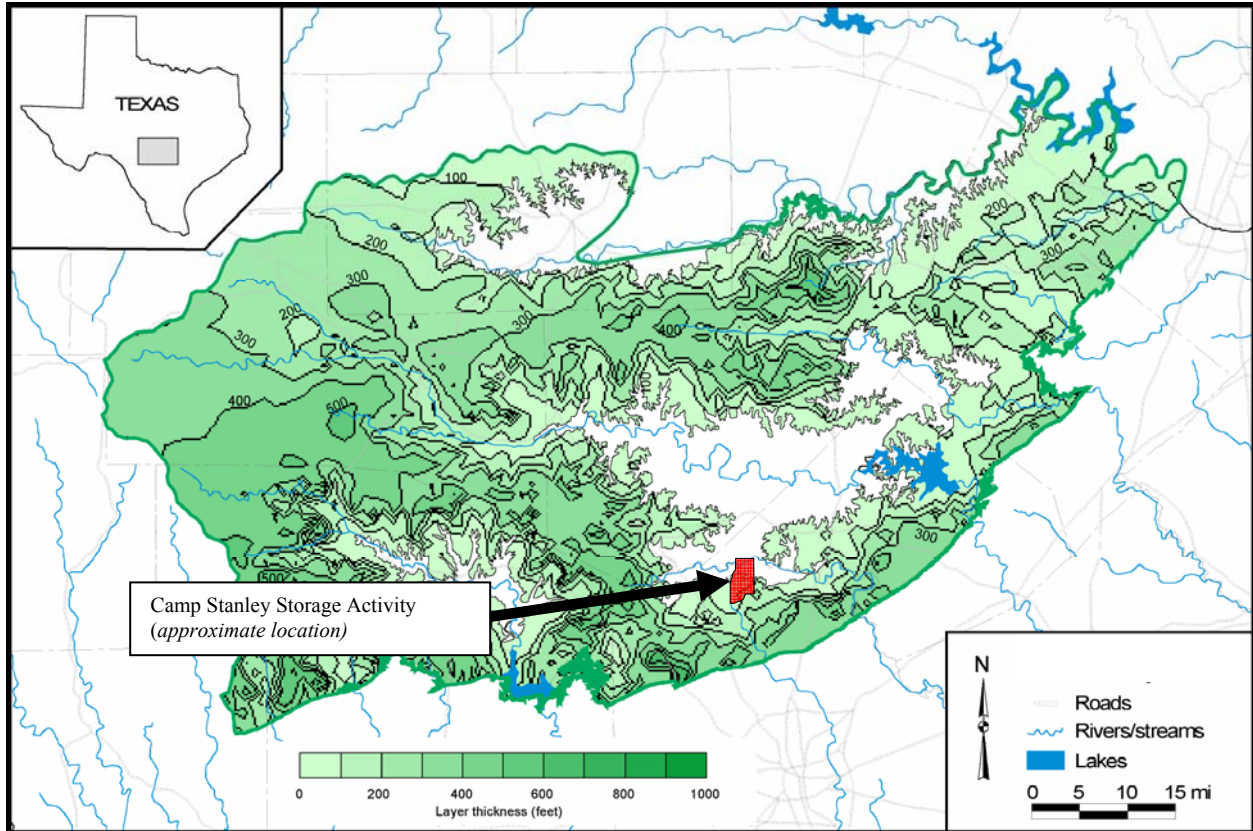 TEXAS
100
200
200
300
300
200
300
300
400
400
100
500
300
500
Camp Stanley Storage Activity
(approximate location)
N
Roads
Rivers/streams
Lakes
0 5 10 15 mi
0 200 400 600 800 1000
Layer thickness (feet)